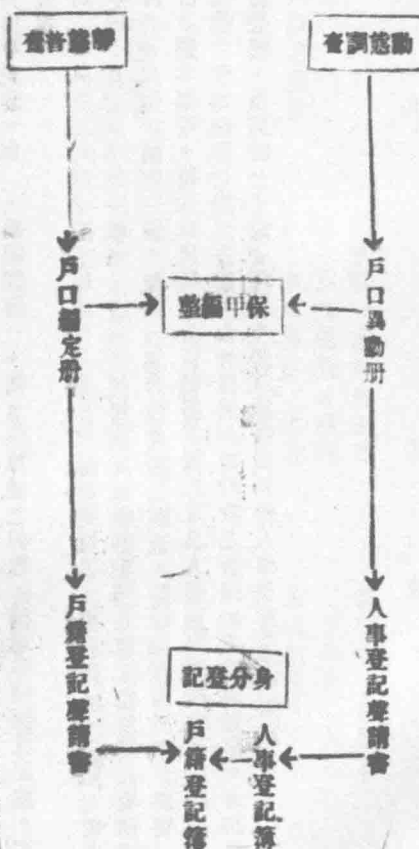 動態調查
靜態普查
戶口異動册
保甲編整
戶口編定册
人事登記聲請書
身分登記
人事登記簿
戶籍登記簿
戶籍登記聲請書